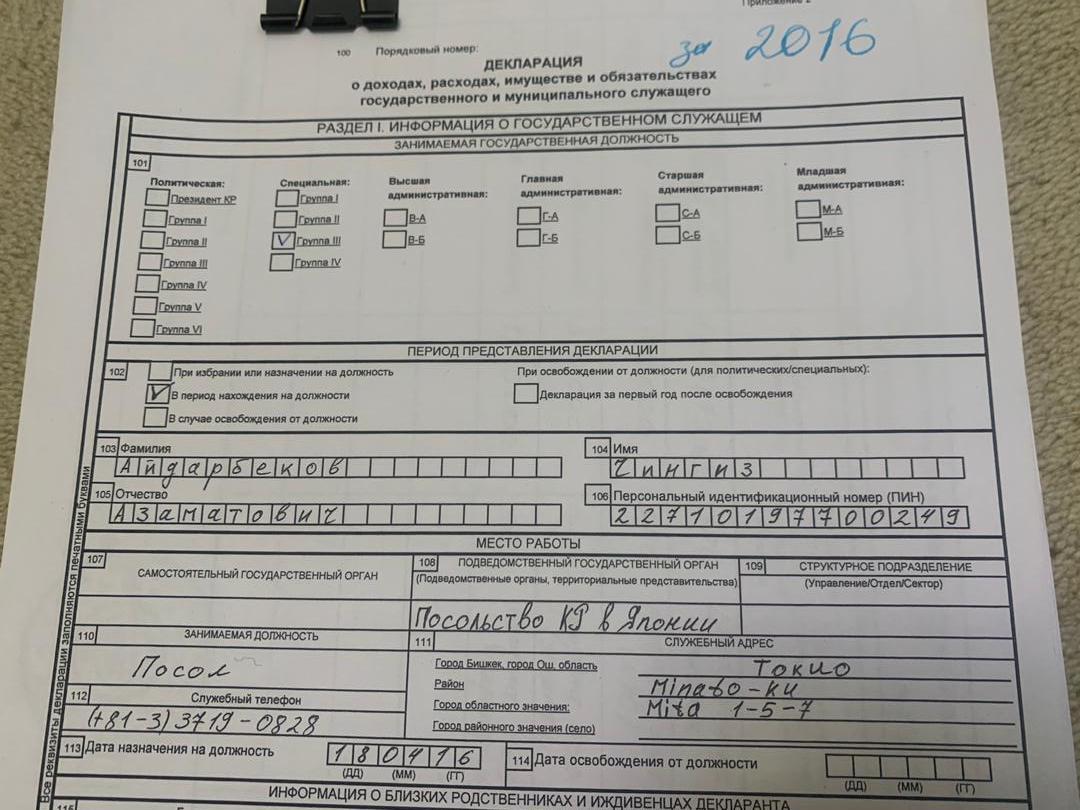 Приложение 2
за 2016
100 Порядковый номер:
ДЕКЛАРАЦИЯ
о доходах, расходах, имуществе и обязательствах
государственного и муниципального служащего
РАЗДЕЛ I. ИНФОРМАЦИЯ О ГОСУДАРСТВЕННОМ СЛУЖАЩЕМ
ЗАНИМАЕМАЯ ГОСУДАРСТВЕННАЯ ДОЛЖНОСТЬ
101
Политическая:
Президент КР
Группа I
Группа II
Группа III
Группа IV
Группа V
Группа VI
Специальная:
Группа I
Группа II
Группа III
Группа IV
Высшая
административная:
В-А
В-Б
Главная
административная:
Г-А
Г-Б
Старшая
административная:
С-А
С-Б
Младшая
административная:
М-А
М-Б
ПЕРИОД ПРЕДСТАВЛЕНИЯ ДЕКЛАРАЦИИ
102
При избрании или назначении на должность
В период нахождения на должности
В случае освобождения от должности
При освобождении от должности (для политических/специальных):
Декларация за первый год после освобождения
103 Фамилия
Айдарбеков
104 Имя
Чингиз
105 Отчество
Азаматович
106 Персональный идентификационный номер (ПИН)
22710197700249
МЕСТО РАБОТЫ
107
САМОСТОЯТЕЛЬНЫЙ ГОСУДАРСТВЕННЫЙ ОРГАН
108 ПОДВЕДОМСТВЕННЫЙ ГОСУДАРСТВЕННЫЙ ОРГАН
(Подведомственные органы, территориальные представительства)
Посольство КР в Японии
109 СТРУКТУРНОЕ ПОДРАЗДЕЛЕНИЕ
(Управление/Отдел/Сектор)
110 ЗАНИМАЕМАЯ ДОЛЖНОСТЬ
Посол
111 СЛУЖЕБНЫЙ АДРЕС
Город Бишкек, город Ош, область Токио
Район Minato-ku
Город областного значения: Mita 1-5-7
Город районного значения (село)
112 Служебный телефон
(+81-3) 3719-0828
113 Дата назначения на должность 180416
(ДД) (ММ) (ГГ)
114 Дата освобождения от должности
(ДД) (ММ) (ГГ)
ИНФОРМАЦИЯ О БЛИЗКИХ РОДСТВЕННИКАХ И ИЖДИВЕНЦАХ ДЕКЛАРАНТА
115
Все реквизиты декларации заполняются печатными буквами